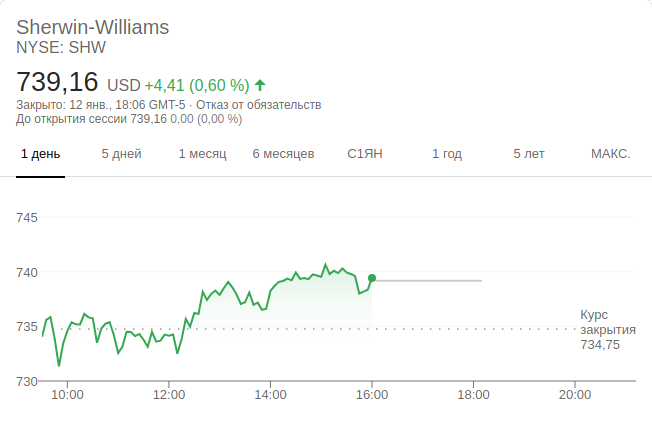 Sherwin-Williams
NYSE: SHW
739,16 USD +4,41 (0,60 %)
Закрыто: 12 янв., 18:06 GMT-5 · Отказ от обязательств
До открытия сессии 739,16 0,00 (0,00 %)
1 день 5 дней 1 месяц 6 месяцев С1ЯН 1 год 5 лет МАКС.
745
740
735
730
Курс
закрытия
734,75
10:00 12:00 14:00 16:00 18:00 20:00